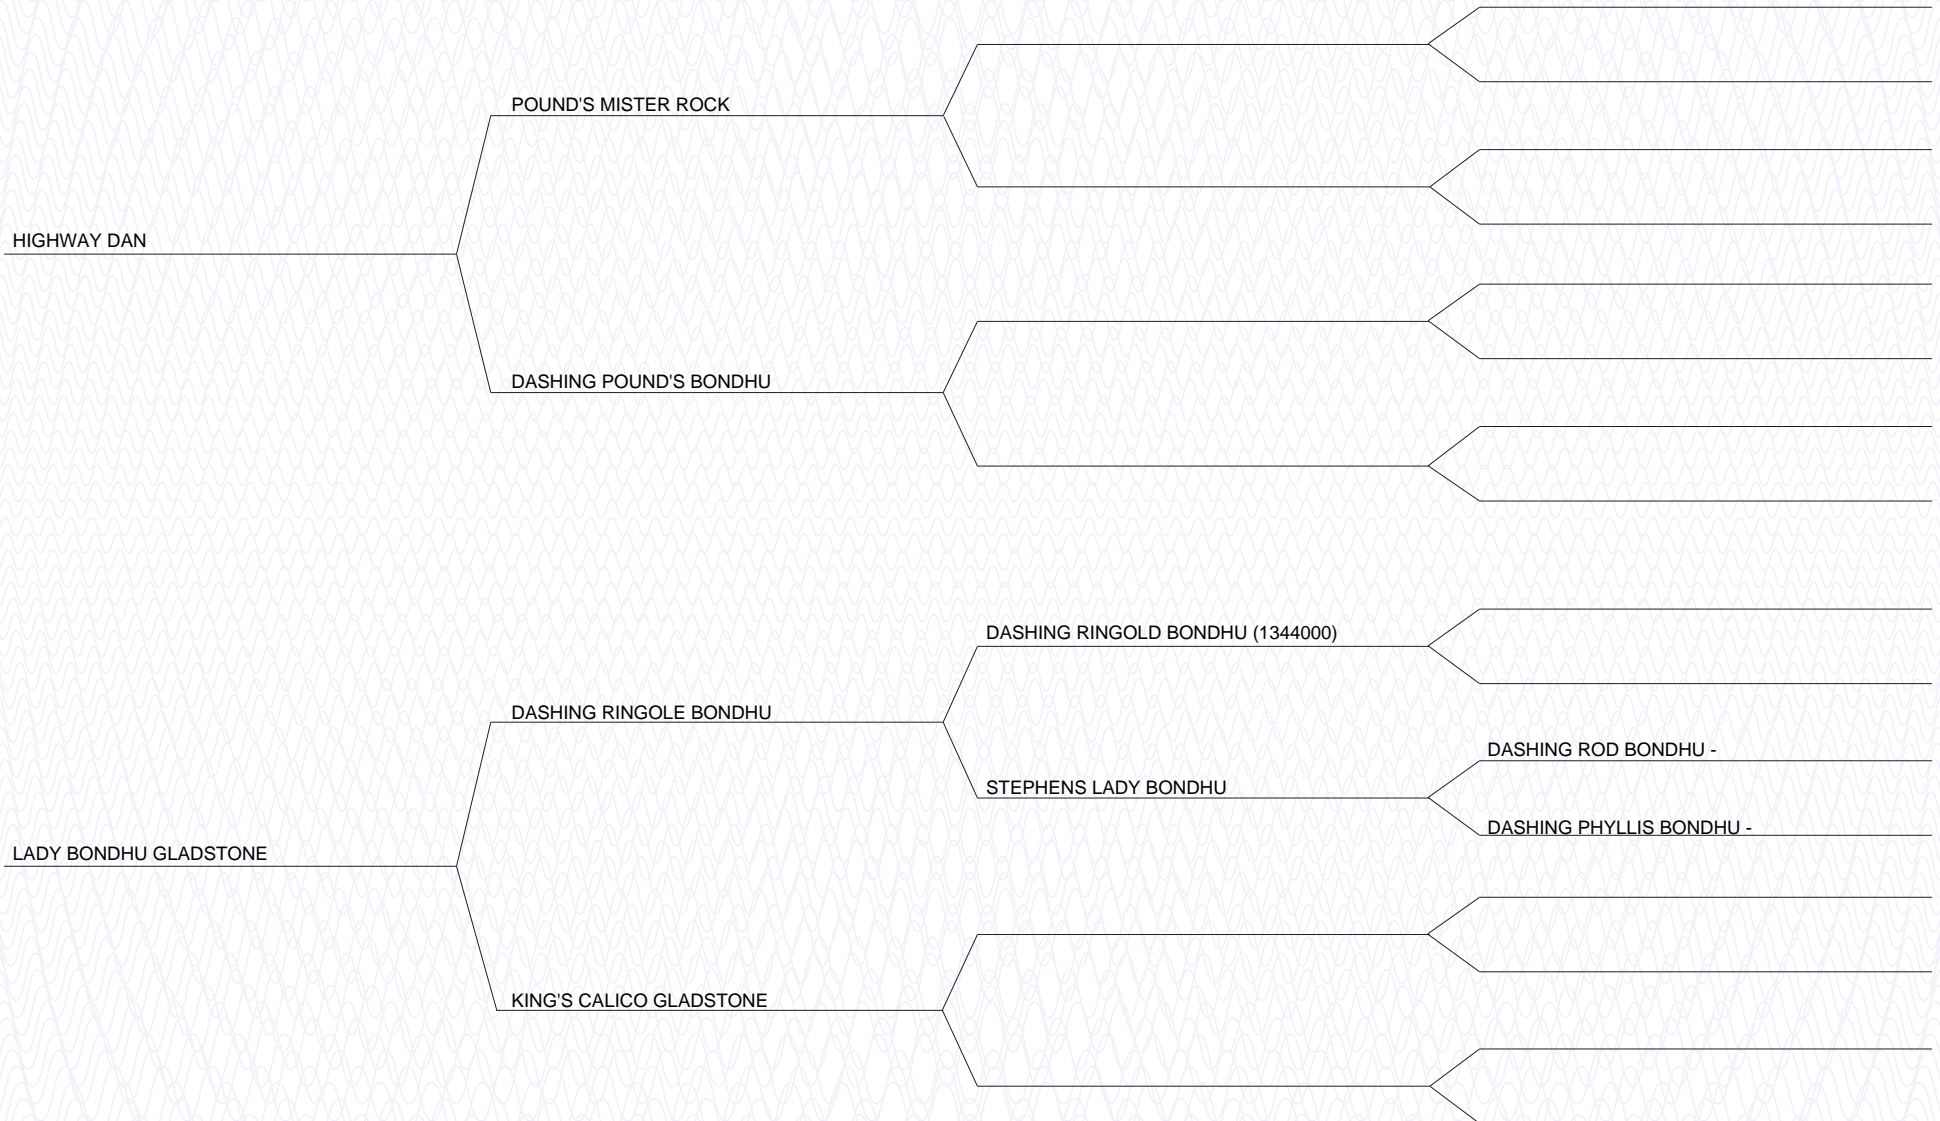 POUND'S MISTER ROCK
HIGHWAY DAN
DASHING POUND'S BONDHU
DASHING RINGOLD BONDHU (1344000)
DASHING RINGOLE BONDHU
DASHING ROD BONDHU -
STEPHENS LADY BONDHU
DASHING PHYLLIS BONDHU -
LADY BONDHU GLADSTONE
KING'S CALICO GLADSTONE